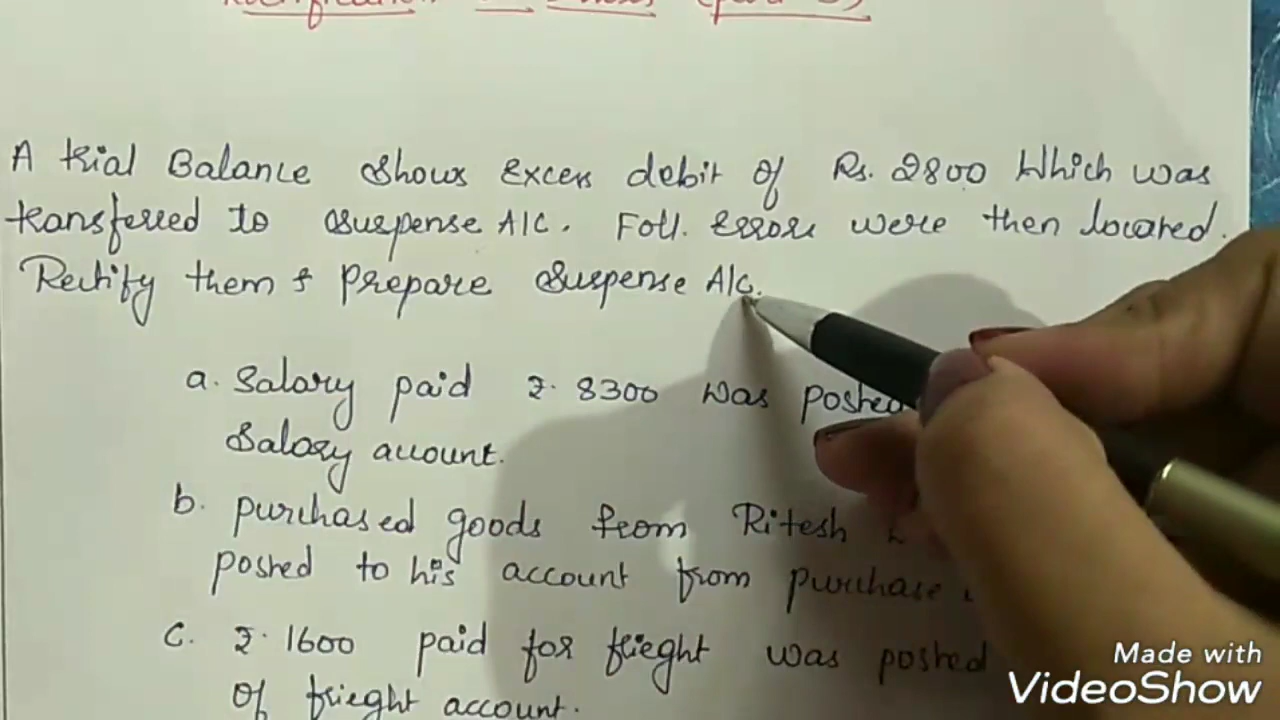 A trial Balance shows excess debit of Rs. 2800 which was
transferred to suspense A/C. Foll. Errors were then located.
Rectify them & prepare suspense A/c.
a. Salary paid ₹. 8300 was posted
Salary account.
b. purchased goods from Ritesh
posted to his account from purchase
c. ₹. 1600 paid for frieght was posted
of frieght account.
Made with
VideoShow